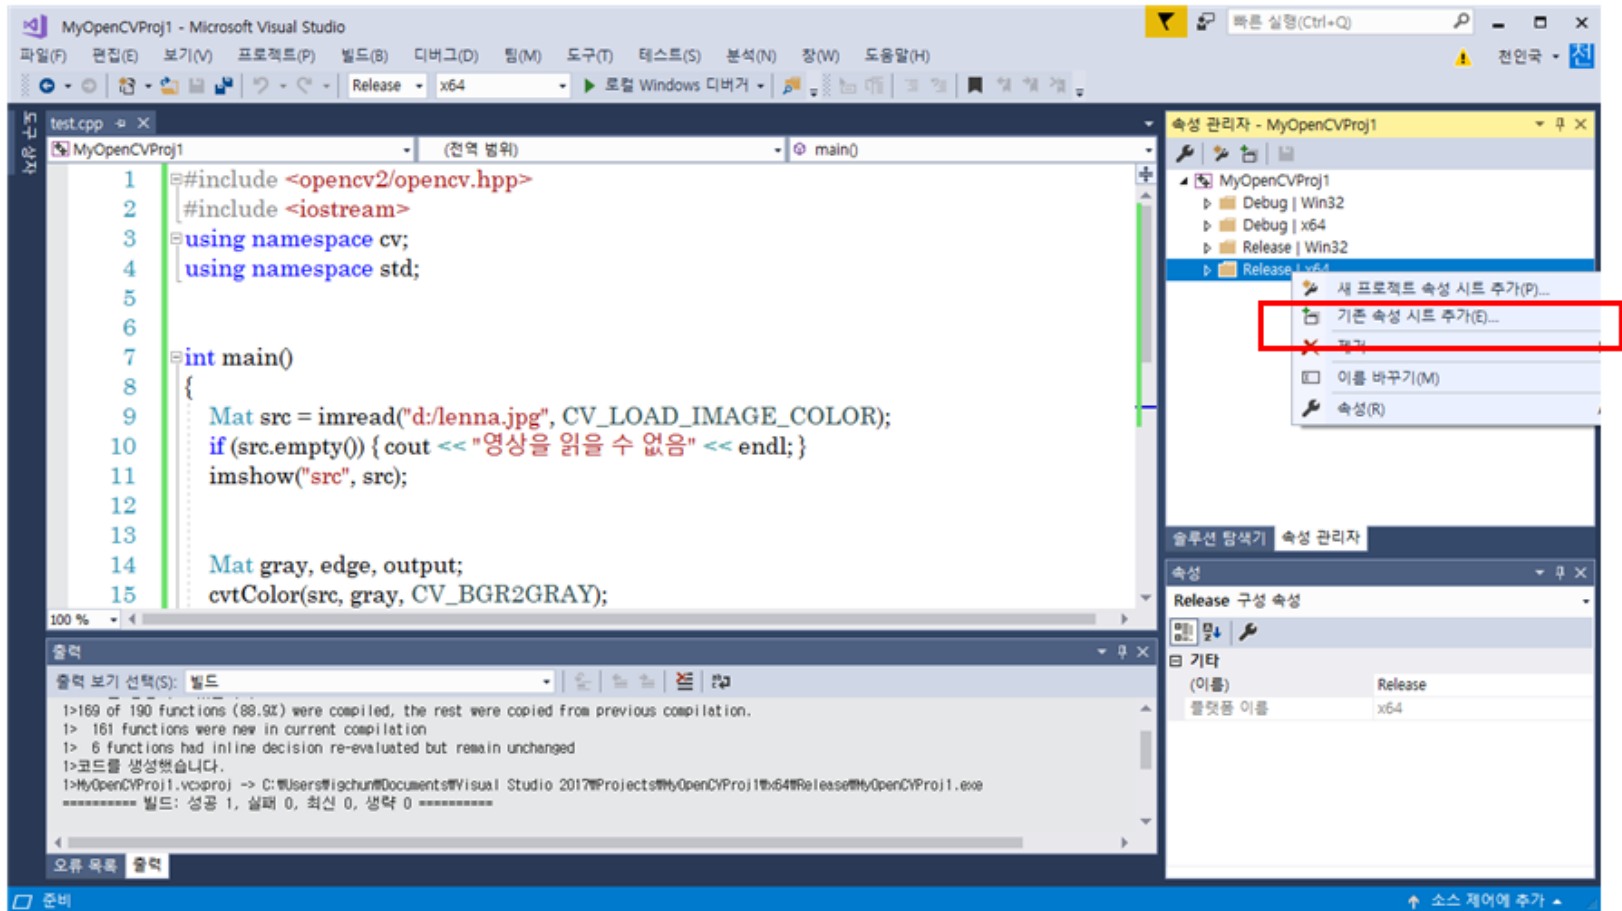 MyOpenCVProj1 - Microsoft Visual Studio
빠른 실행(Ctrl+Q)
파일(F) 편집(E) 보기(V) 프로젝트(P) 빌드(B) 디버그(D) 팀(M) 도구(T) 테스트(S) 분석(N) 창(W) 도움말(H)
천인국 천
Release x64 로컬 Windows 디버거
도구 상자
test.cpp
MyOpenCVProj1 (전역 범위) main()
1 #include <opencv2/opencv.hpp>
2 #include <iostream>
3 using namespace cv;
4 using namespace std;
5
6
7 int main()
8 {
9 Mat src = imread("d:/lenna.jpg", CV_LOAD_IMAGE_COLOR);
10 if (src.empty()) { cout << "영상을 읽을 수 없음" << endl; }
11 imshow("src", src);
12
13
14 Mat gray, edge, output;
15 cvtColor(src, gray, CV_BGR2GRAY);
100 %
출력
출력 보기 선택(S): 빌드
1>169 of 190 functions (88.9%) were compiled, the rest were copied from previous compilation.
1> 161 functions were new in current compilation
1> 6 functions had inline decision re-evaluated but remain unchanged
1>코드를 생성했습니다.
1>MyOpenCVProj1.vcxproj -> C:₩Users₩igchun₩Documents₩Visual Studio 2017₩Projects₩MyOpenCVProj1₩x64₩Release₩MyOpenCVProj1.exe
========== 빌드: 성공 1, 실패 0, 최신 0, 생략 0 ==========
오류 목록 출력
준비
속성 관리자 - MyOpenCVProj1
MyOpenCVProj1
Debug | Win32
Debug | x64
Release | Win32
Release | x64
새 프로젝트 속성 시트 추가(P)...
기존 속성 시트 추가(E)...
제거
이름 바꾸기(M)
속성(R)
솔루션 탐색기 속성 관리자
속성
Release 구성 속성
기타
(이름) Release
플랫폼 이름 x64
소스 제어에 추가